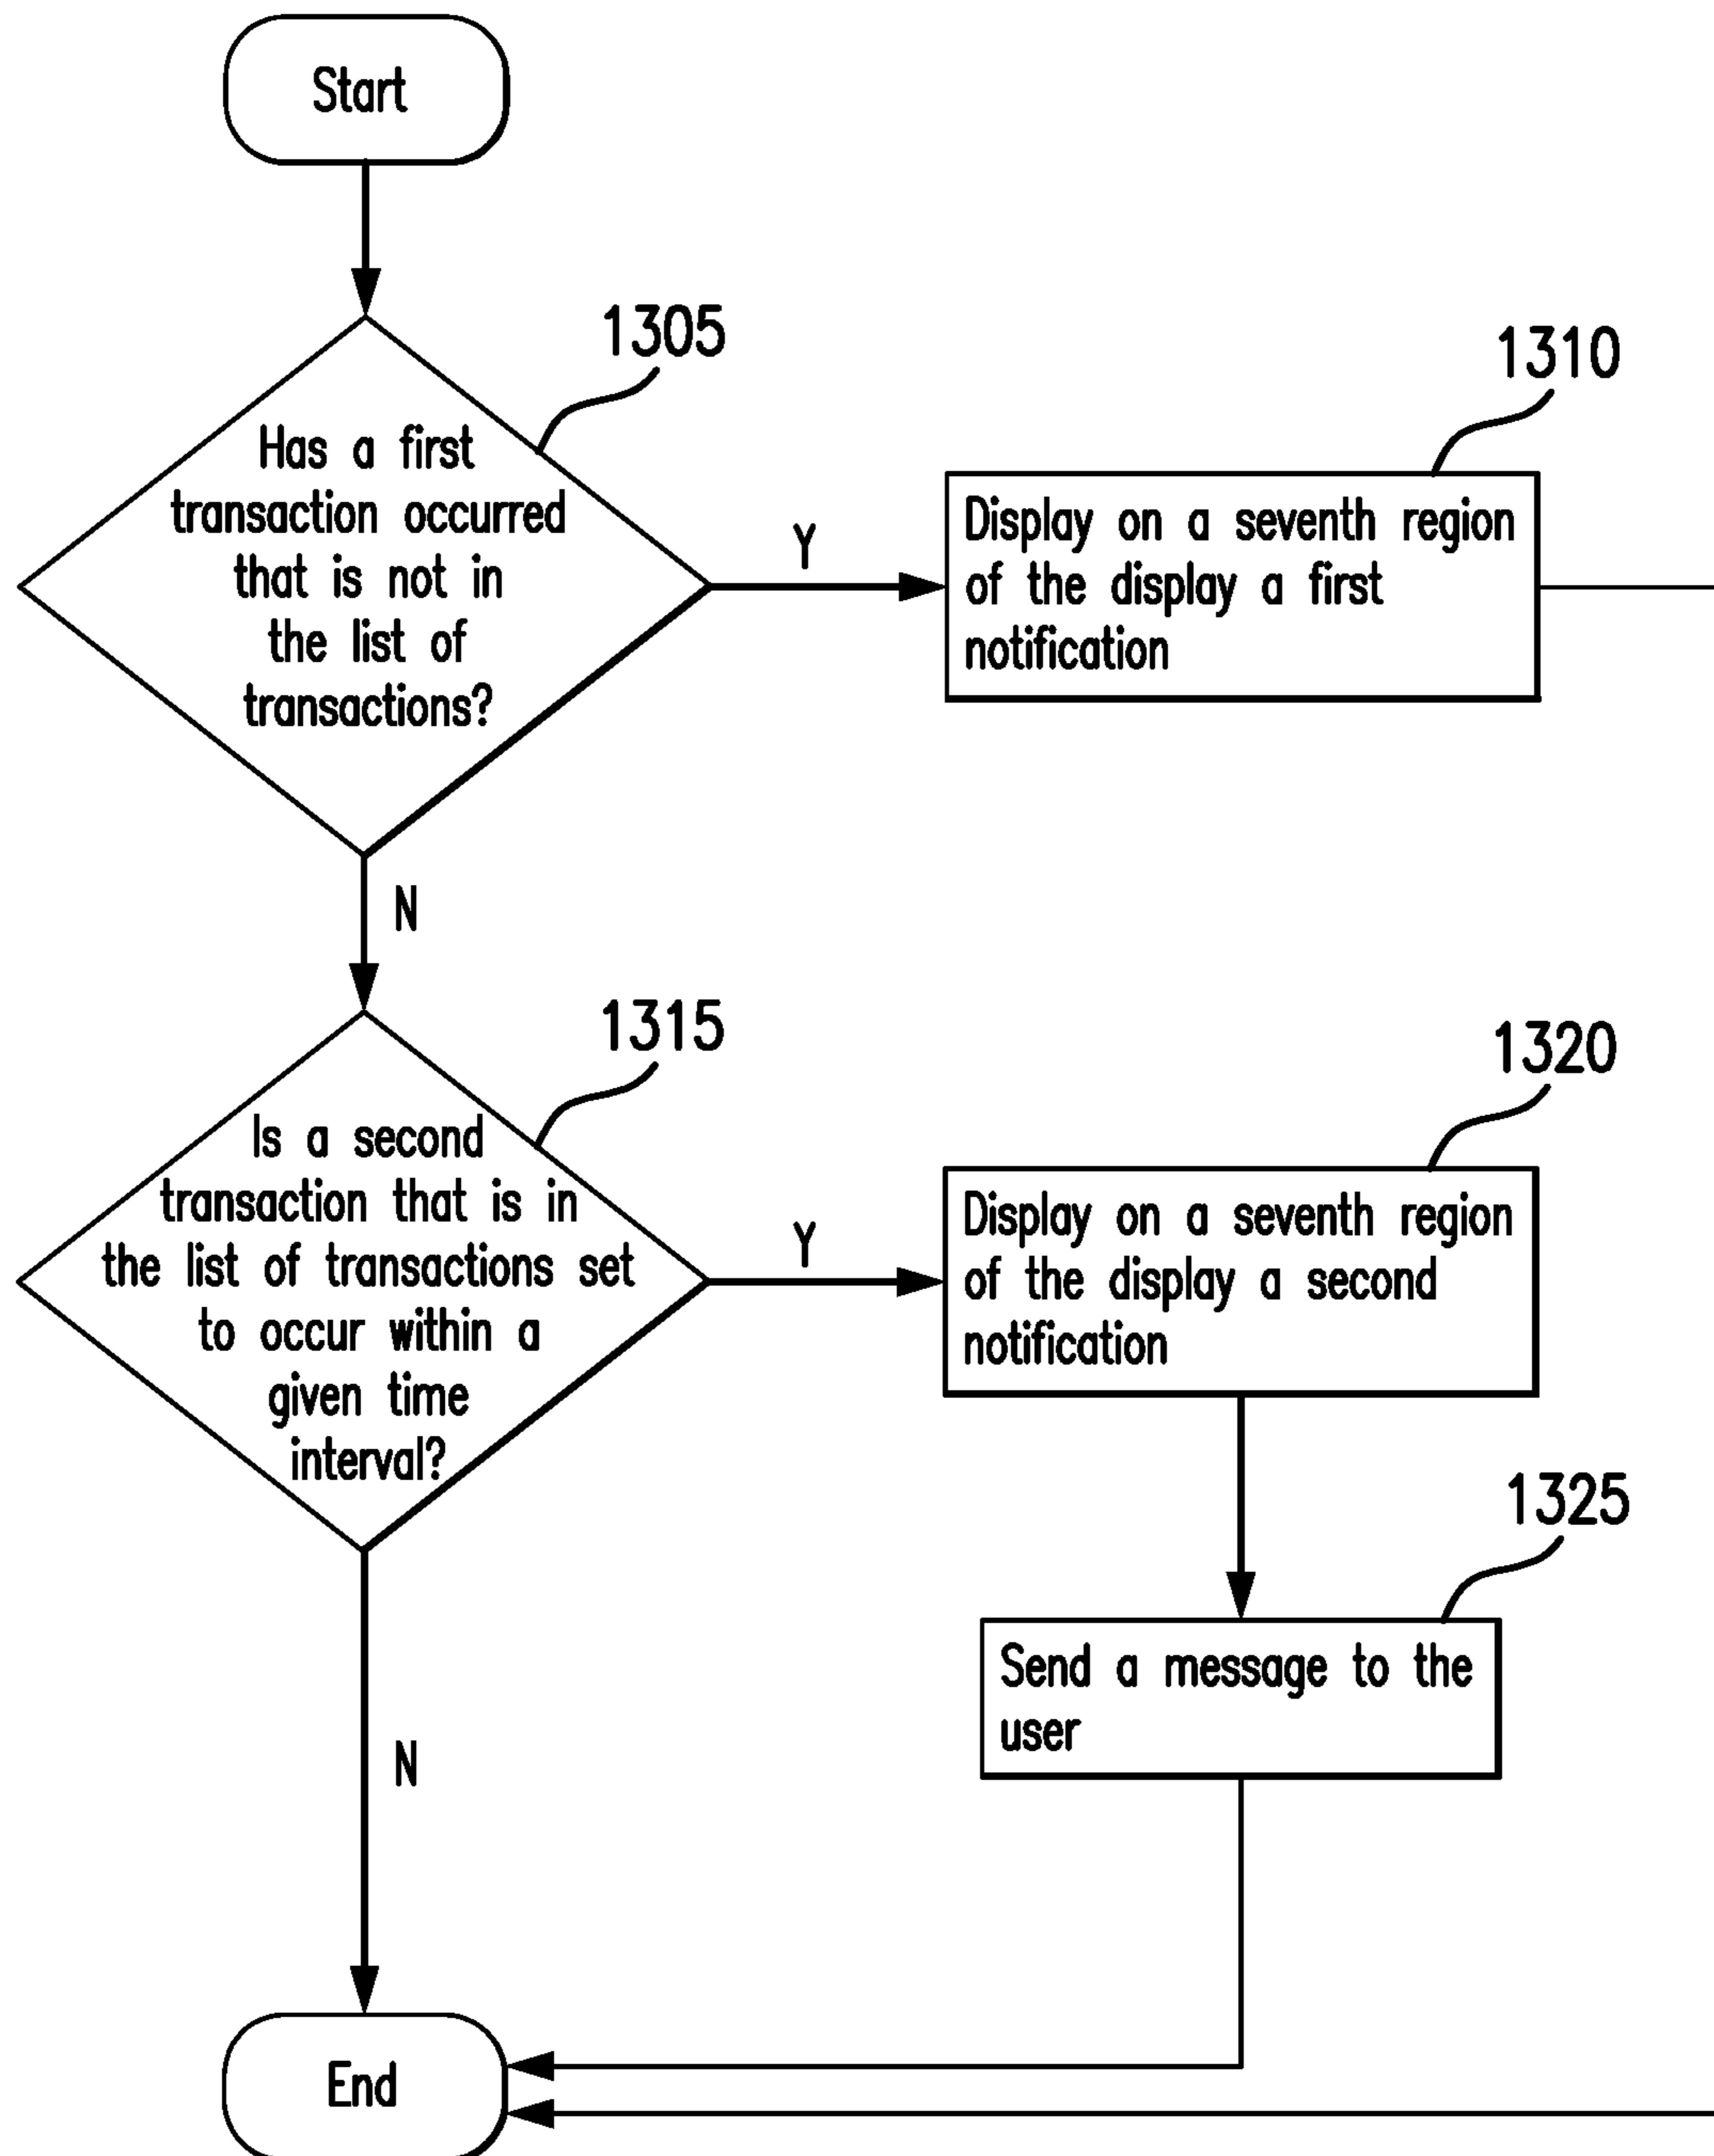 Start
1305
Has a first
transaction occurred
that is not in
the list of
transactions?
Y
1310
Display on a seventh region
of the display a first
notification
N
1315
Is a second
transaction that is in
the list of transactions set
to occur within a
given time
interval?
Y
1320
Display on a seventh region
of the display a second
notification
1325
Send a message to the
user
N
End